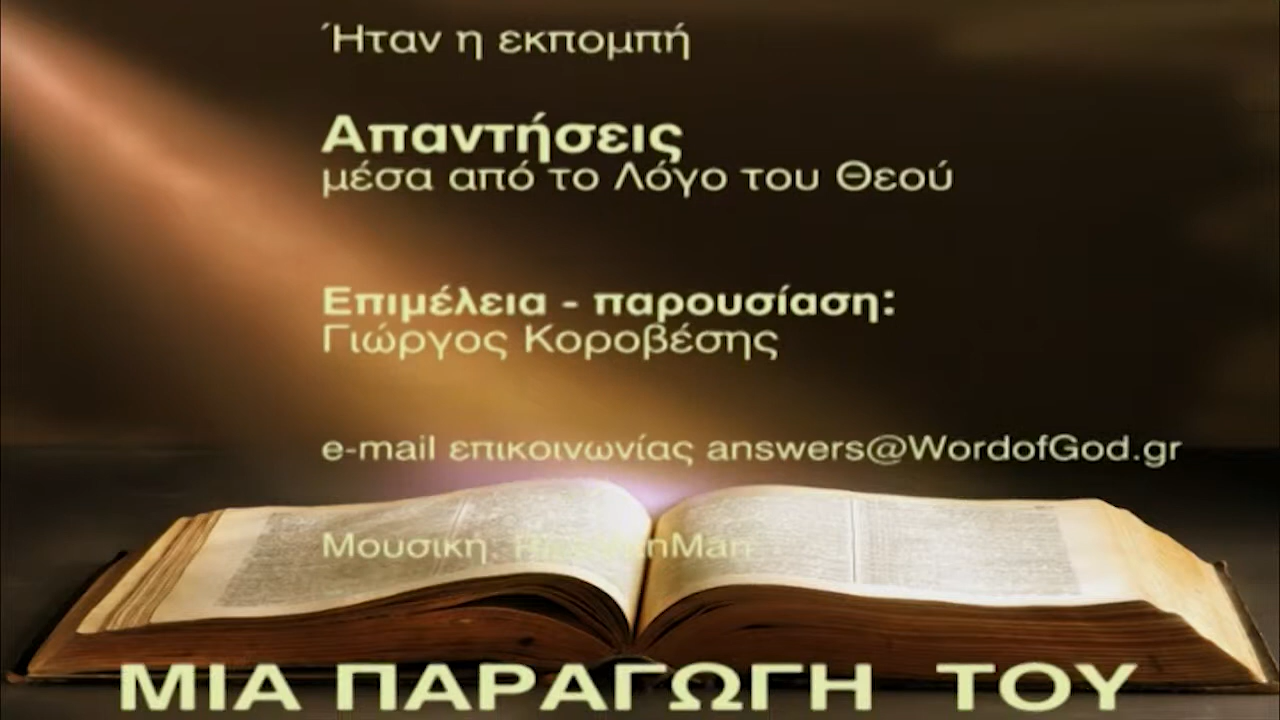 Ήταν η εκπομπή
Απαντήσεις
μέσα από το Λόγο του Θεού
Επιμέλεια - παρουσίαση:
Γιώργος Κοροβέσης
e-mail επικοινωνίας answers@WordofGod.gr
Μουσικη:
ΜΙΑ ΠΑΡΑΓΩΓΗ ΤΟΥ